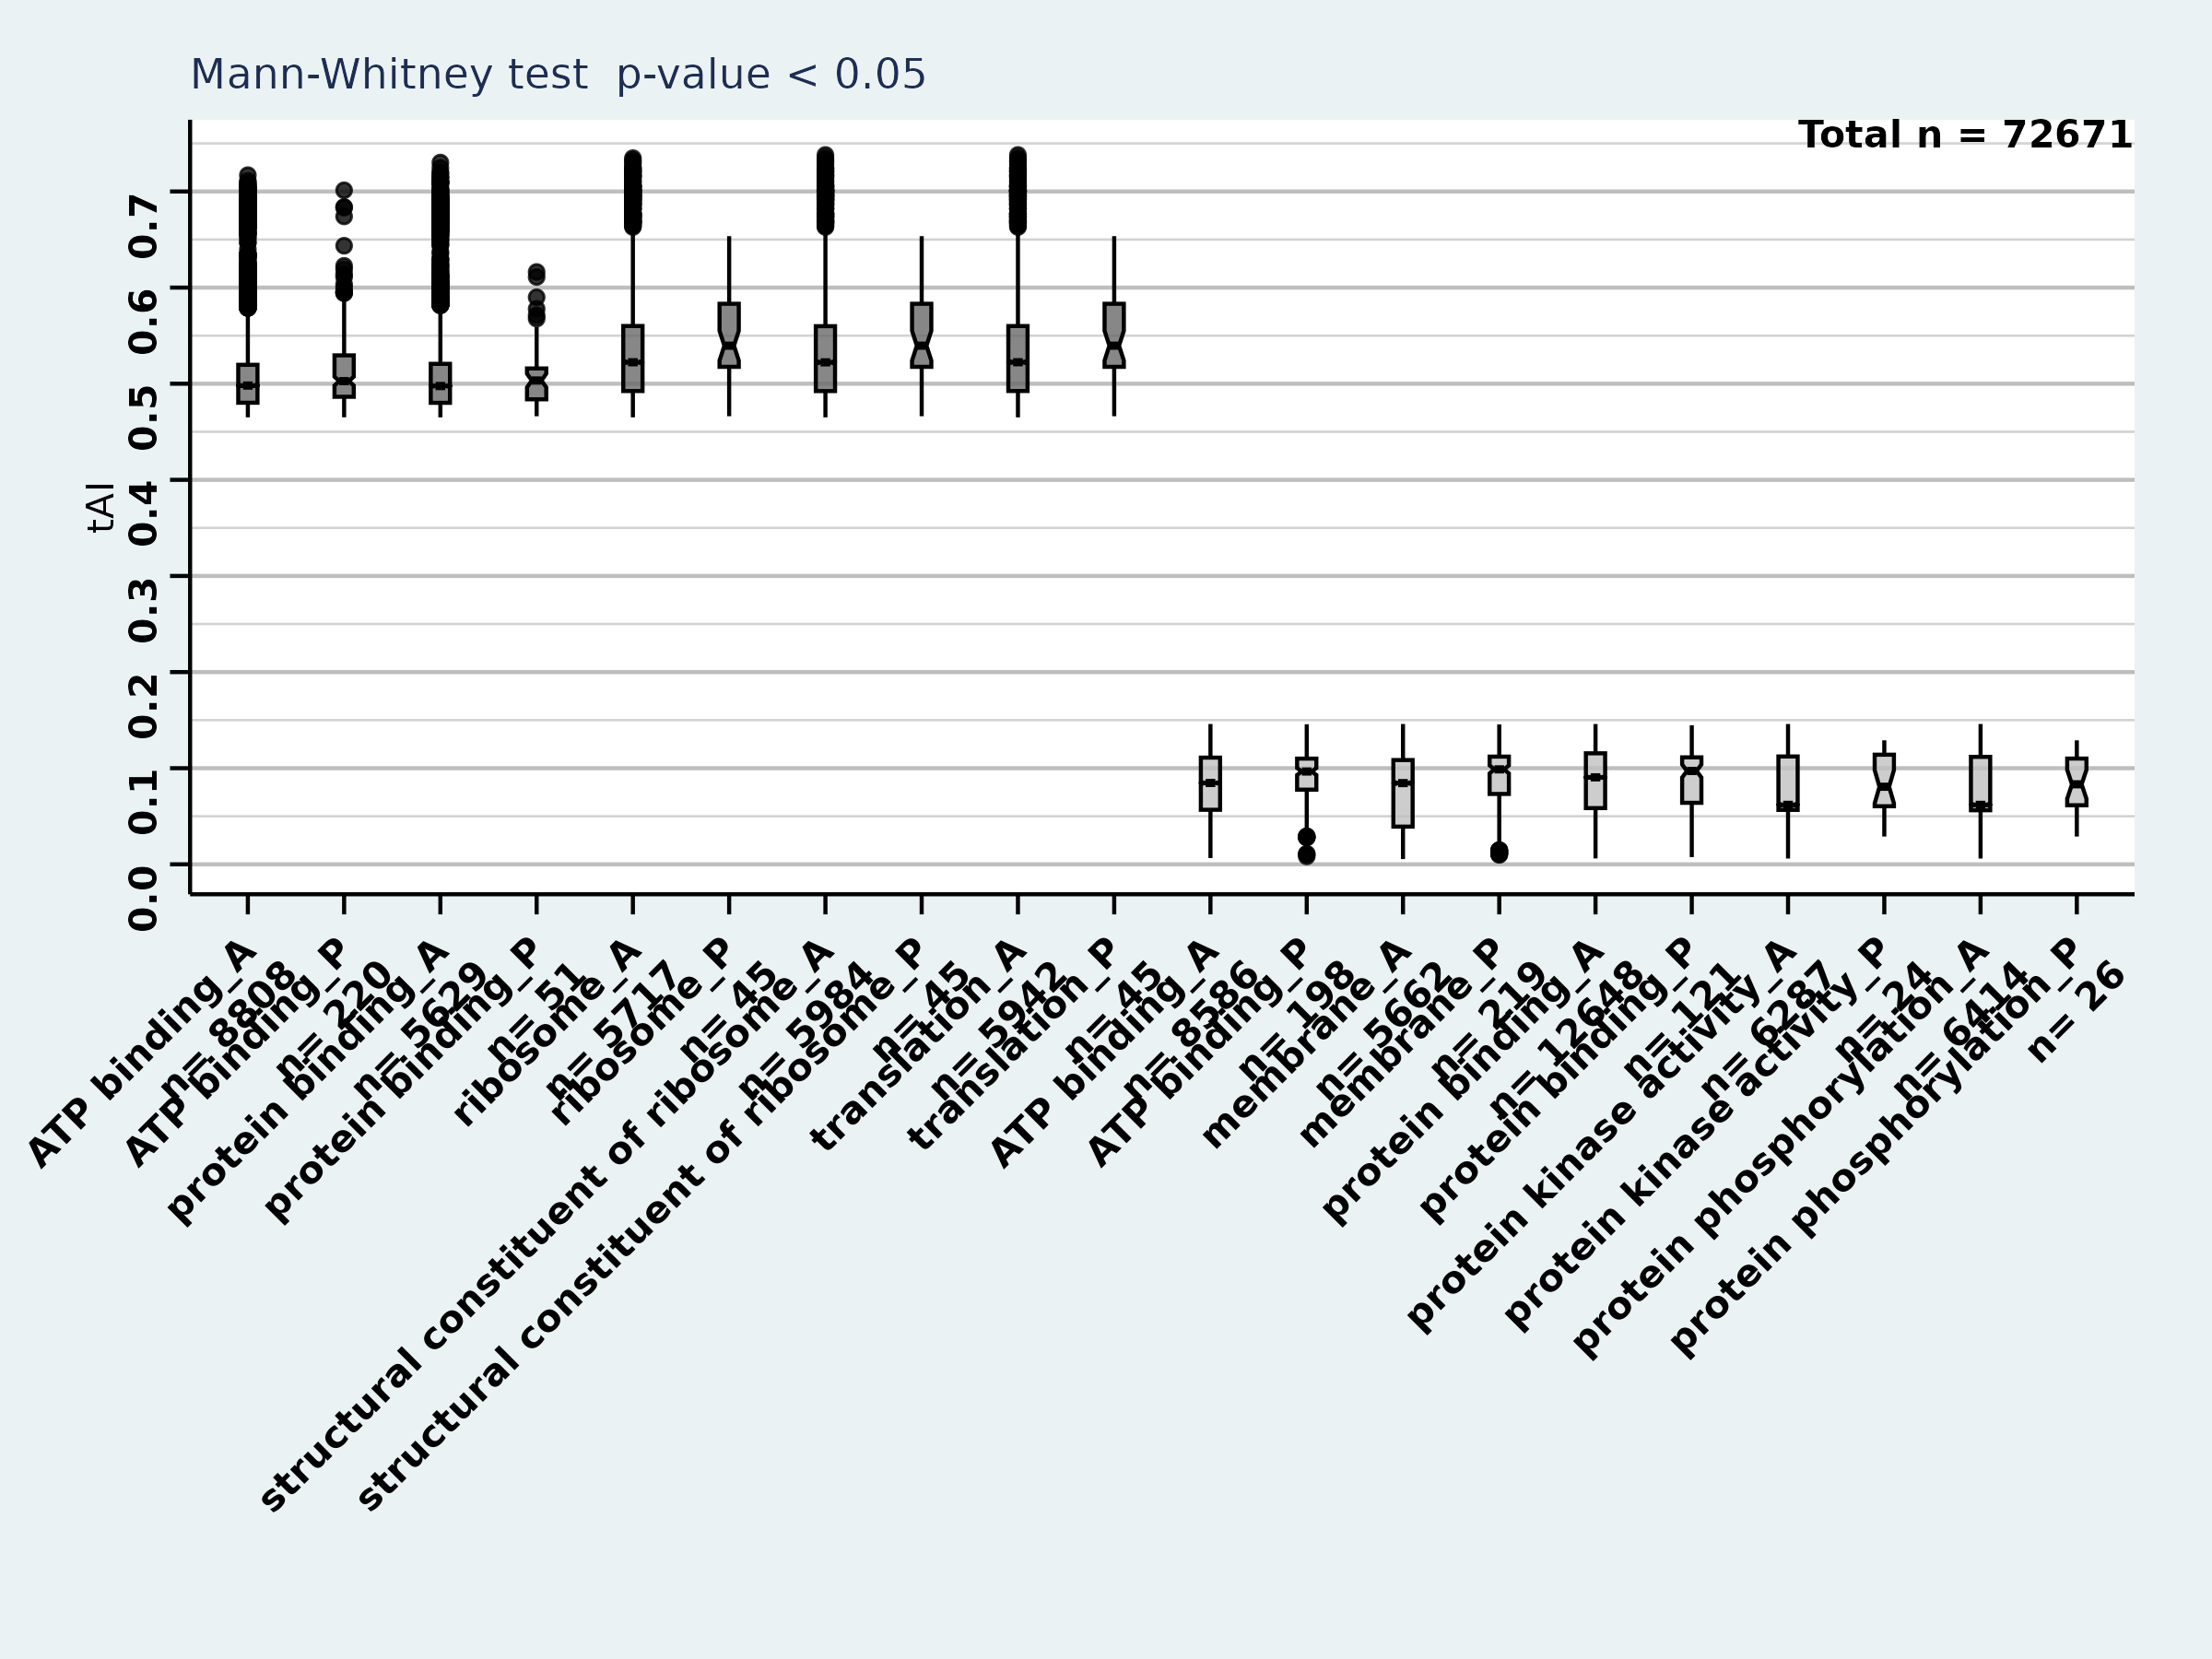 Mann-Whitney test  p-value < 0.05
Total n = 72671
tAI
0.7
0.6
0.5
0.4
0.3
0.2
0.1
0.0
ATP binding_A
n= 8808
ATP binding_P
n= 220
protein binding_A
n= 5629
protein binding_P
n= 51
ribosome_A
n= 5717
ribosome_P
n= 45
structural constituent of ribosome_A
n= 5984
structural constituent of ribosome_P
n= 45
translation_A
n= 5942
translation_P
n= 45
ATP binding_A
n= 8586
ATP binding_P
n= 198
membrane_A
n= 5662
membrane_P
n= 219
protein binding_A
n= 12648
protein binding_P
n= 121
protein kinase activity_A
n= 6287
protein kinase activity_P
n= 24
protein phosphorylation_A
n= 6414
protein phosphorylation_P
n= 26